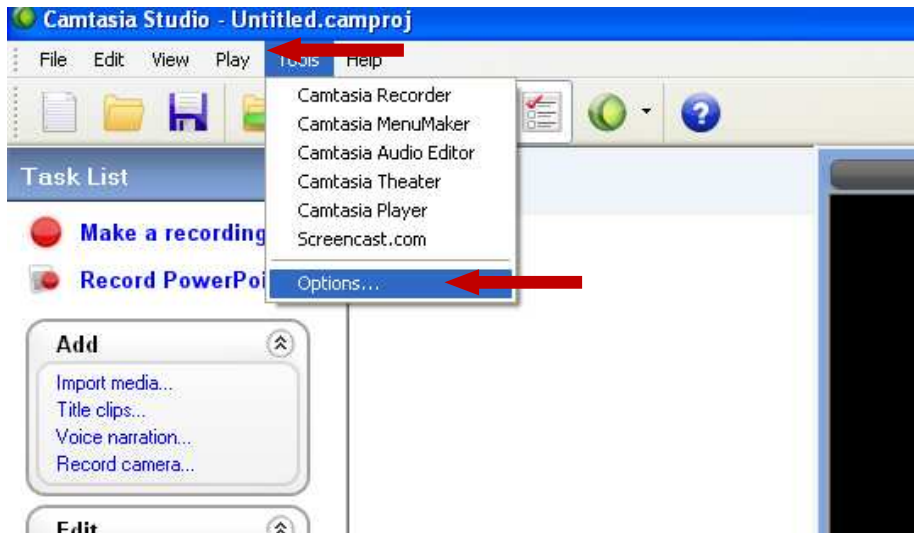 Camtasia Studio - Untitled.camproj
File Edit View Play Tools Help
Camtasia Recorder
Camtasia MenuMaker
Camtasia Audio Editor
Camtasia Theater
Camtasia Player
Screencast.com
Options...
Task List
Make a recording
Record PowerPoi
Add
Import media...
Title clips...
Voice narration...
Record camera...
Edit